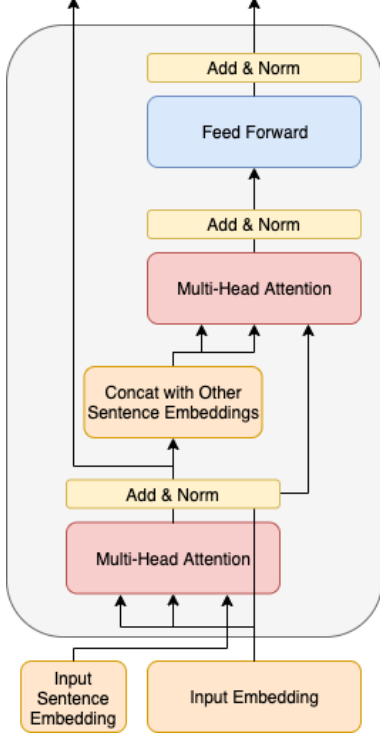 Add & Norm
Feed Forward
Add & Norm
Multi-Head Attention
Concat with Other
Sentence Embeddings
Add & Norm
Multi-Head Attention
Input
Sentence
Embedding
Input Embedding